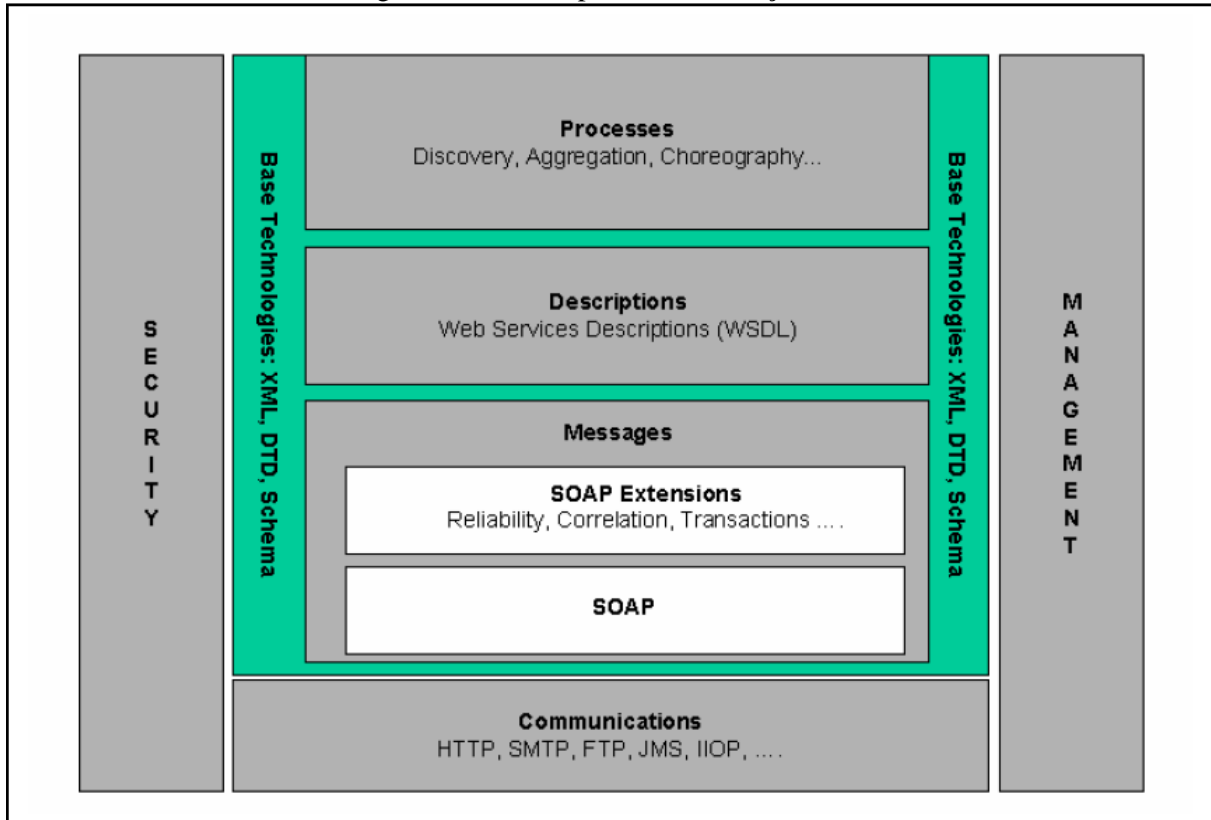 SECURITY
Base Technologies: XML, DTD, Schema
Processes
Discovery, Aggregation, Choreography...
Descriptions
Web Services Descriptions (WSDL)
Messages
SOAP Extensions
Reliability, Correlation, Transactions ....
SOAP
Base Technologies: XML, DTD, Schema
MANAGEMENT
Communications
HTTP, SMTP, FTP, JMS, IIOP, ....